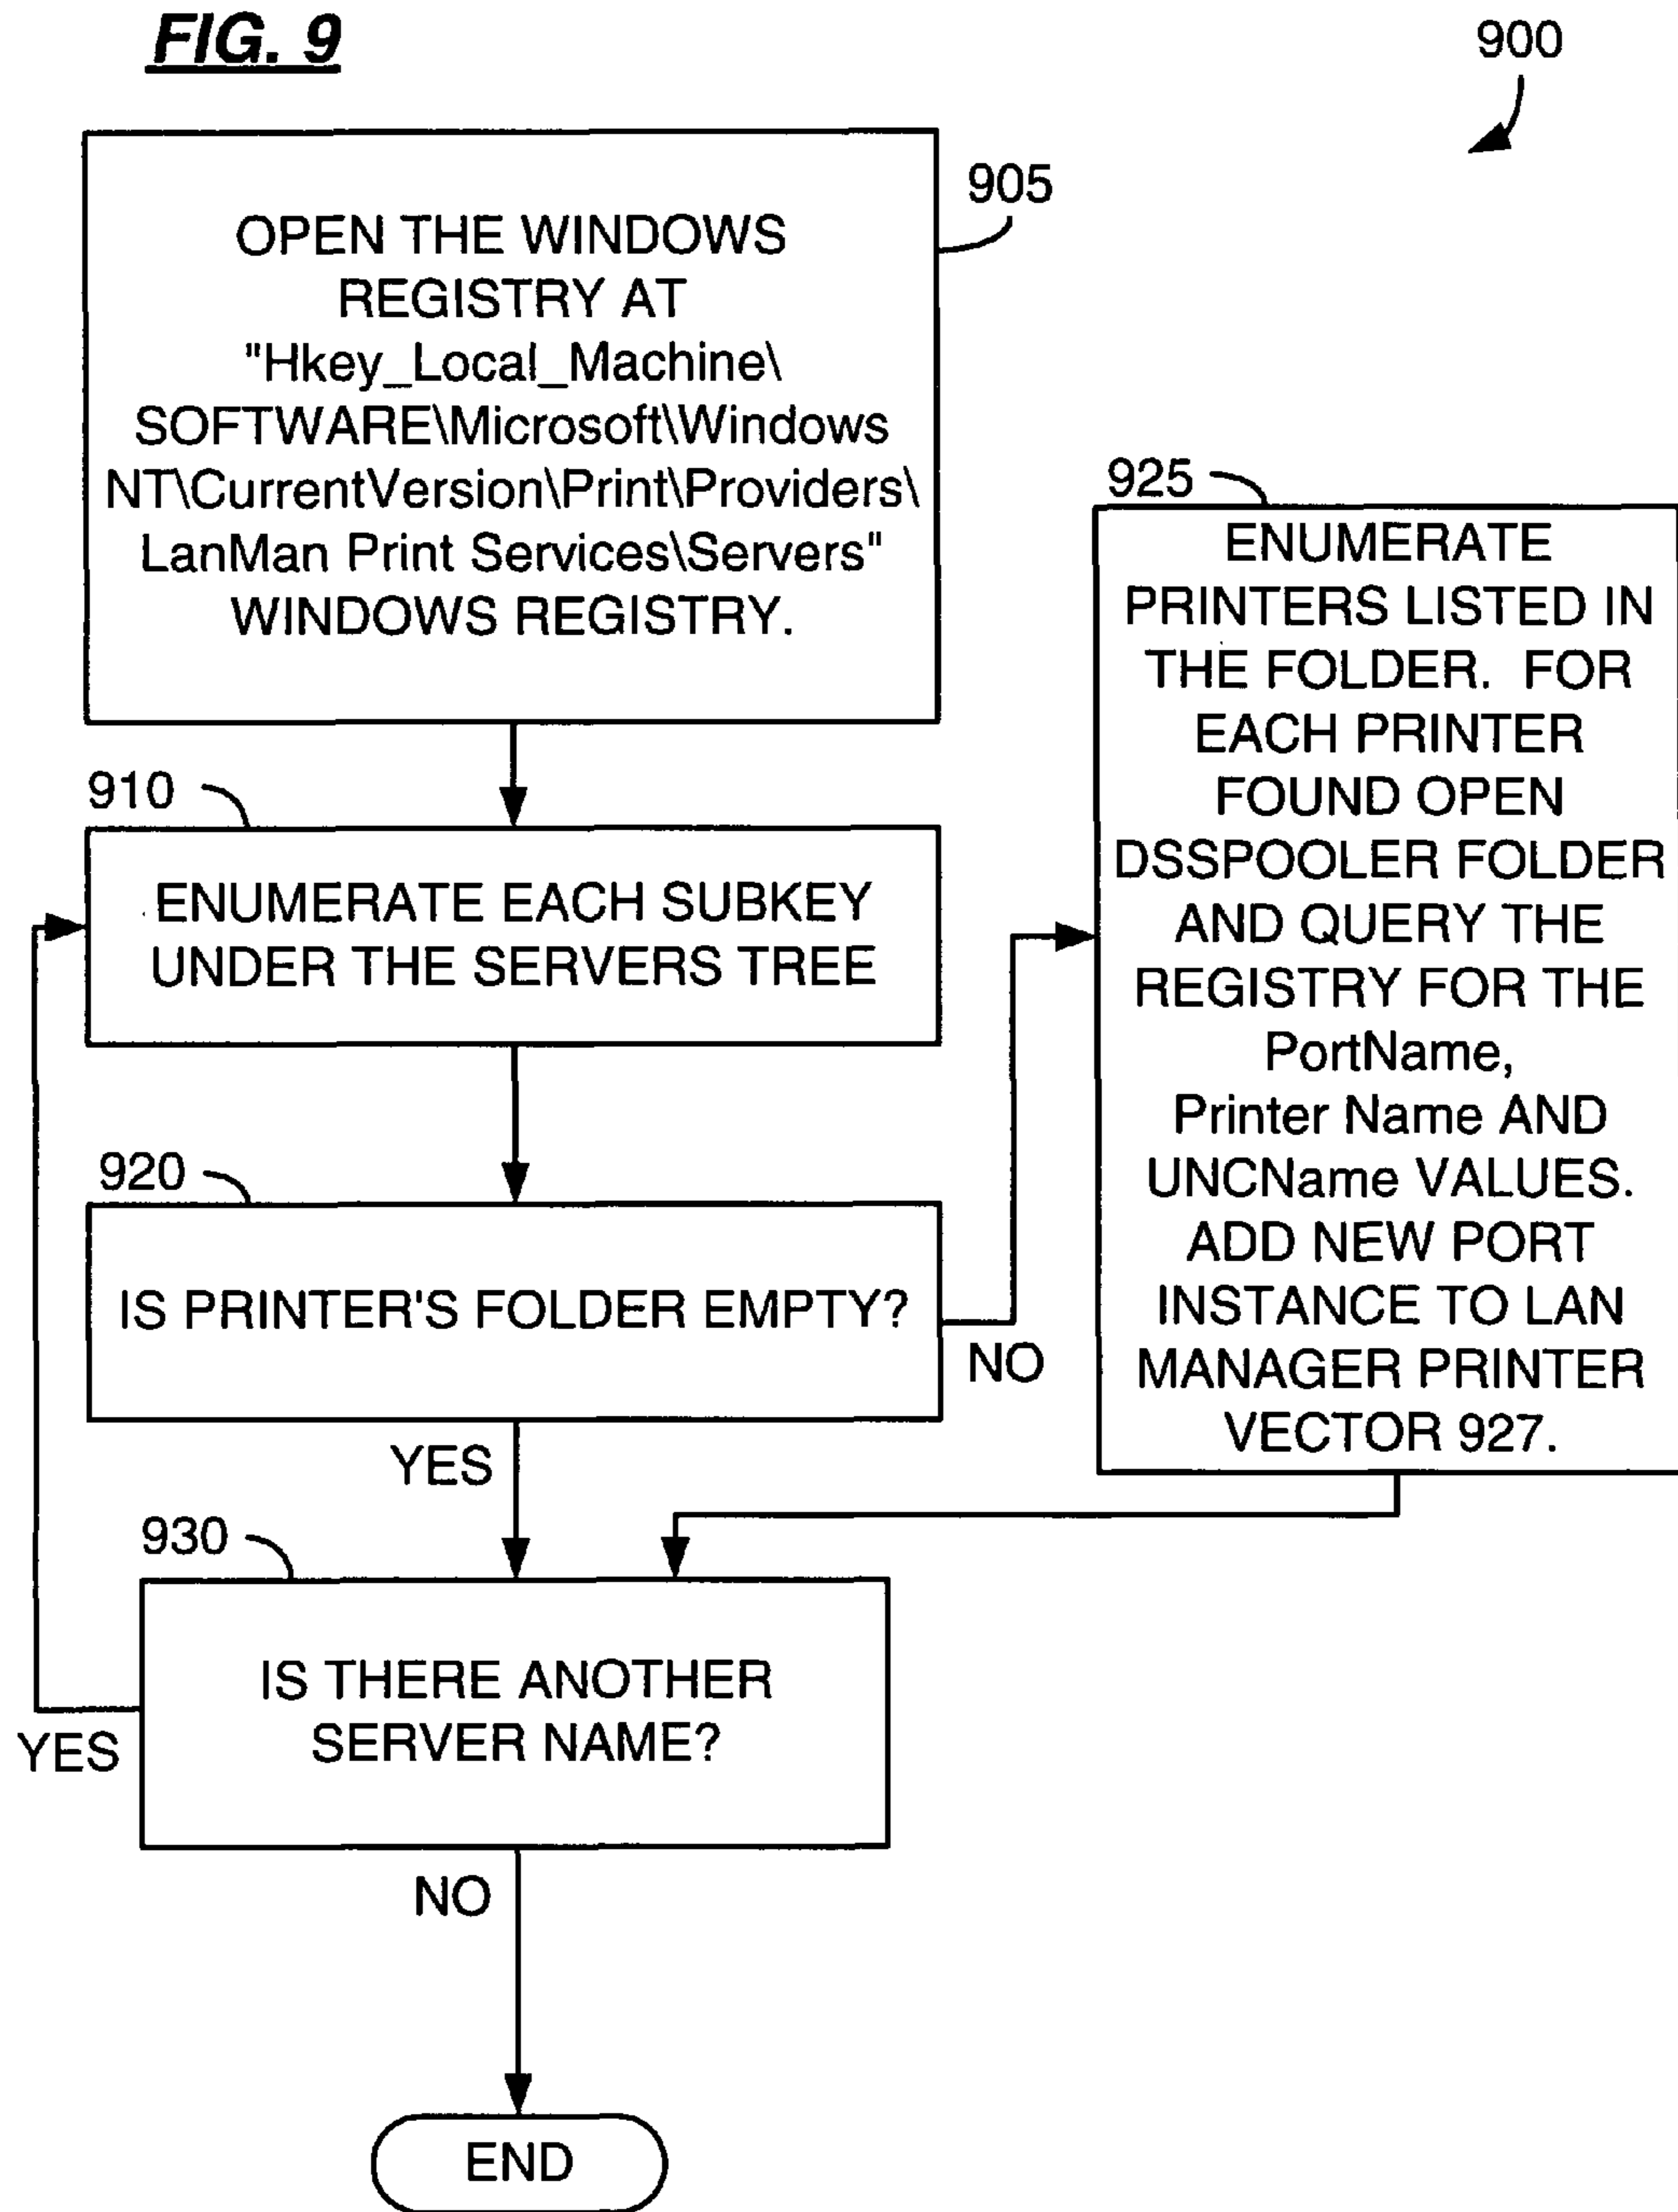 FIG. 9
900
905
OPEN THE WINDOWS
REGISTRY AT
"Hkey_Local_Machine\
SOFTWARE\Microsoft\Windows
NT\CurrentVersion\Print\Providers\
LanMan Print Services\Servers"
WINDOWS REGISTRY.
910
ENUMERATE EACH SUBKEY
UNDER THE SERVERS TREE
920
IS PRINTER'S FOLDER EMPTY?
NO
YES
925
ENUMERATE
PRINTERS LISTED IN
THE FOLDER. FOR
EACH PRINTER
FOUND OPEN
DSSPOOLER FOLDER
AND QUERY THE
REGISTRY FOR THE
PortName,
Printer Name AND
UNCName VALUES.
ADD NEW PORT
INSTANCE TO LAN
MANAGER PRINTER
VECTOR 927.
930
IS THERE ANOTHER
SERVER NAME?
YES
NO
END